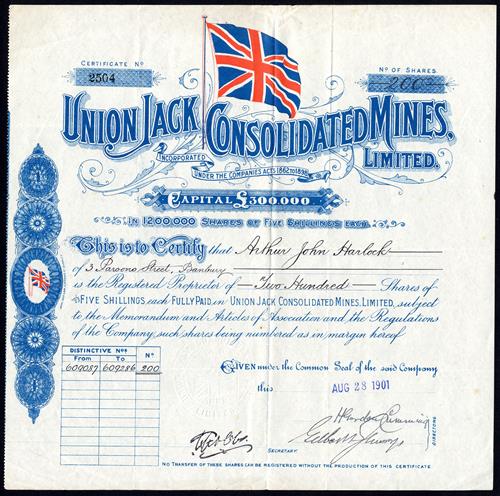 CERTIFICATE Nº
2504
Nº OF SHARES
200
UNION JACK CONSOLIDATED MINES,
LIMITED.
INCORPORATED
UNDER THE COMPANIES ACTS 1862 TO 1898
CAPITAL £300,000
IN 1,200,000 SHARES OF FIVE SHILLINGS EACH
This is to Certify that Arthur John Harlock
of 3 Parsons Street, Banbury
is the Registered Proprietor of Two Hundred Shares of
FIVE SHILLINGS each FULLY PAID in UNION JACK CONSOLIDATED MINES, LIMITED, subject
to the Memorandum and Articles of Association and the Regulations
of the Company, such shares being numbered as in margin hereof
DISTINCTIVE Nos Nº
From To
609087 609286 200
GIVEN under the Common Seal of the said Company
this AUG 28 1901
DIRECTORS
SECRETARY.
NO TRANSFER OF THESE SHARES CAN BE REGISTERED WITHOUT THE PRODUCTION OF THIS CERTIFICATE